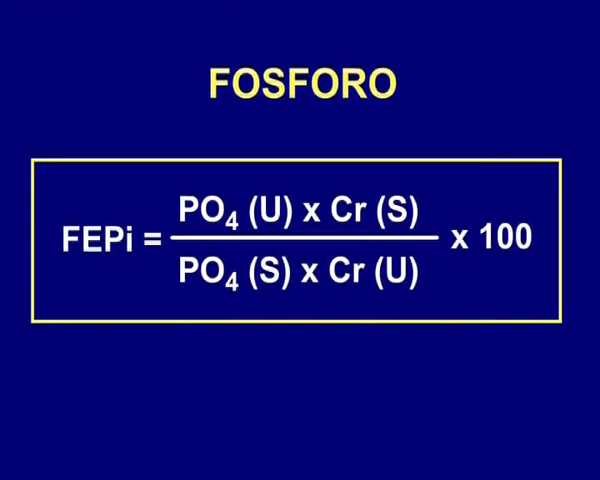 FOSFORO
PO₄ (U) x Cr (S)
FEPi = x 100
PO₄ (S) x Cr (U)